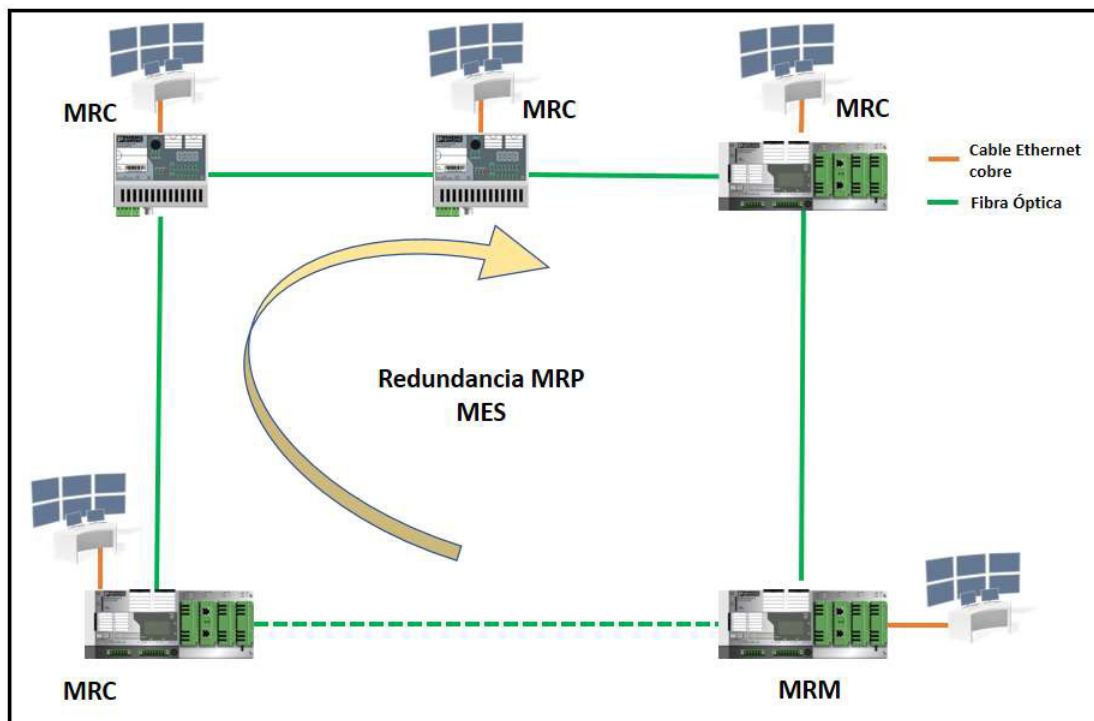 MRC
MRC
MRC
Cable Ethernet
cobre
Fibra Óptica
Redundancia MRP
MES
MRC
MRM